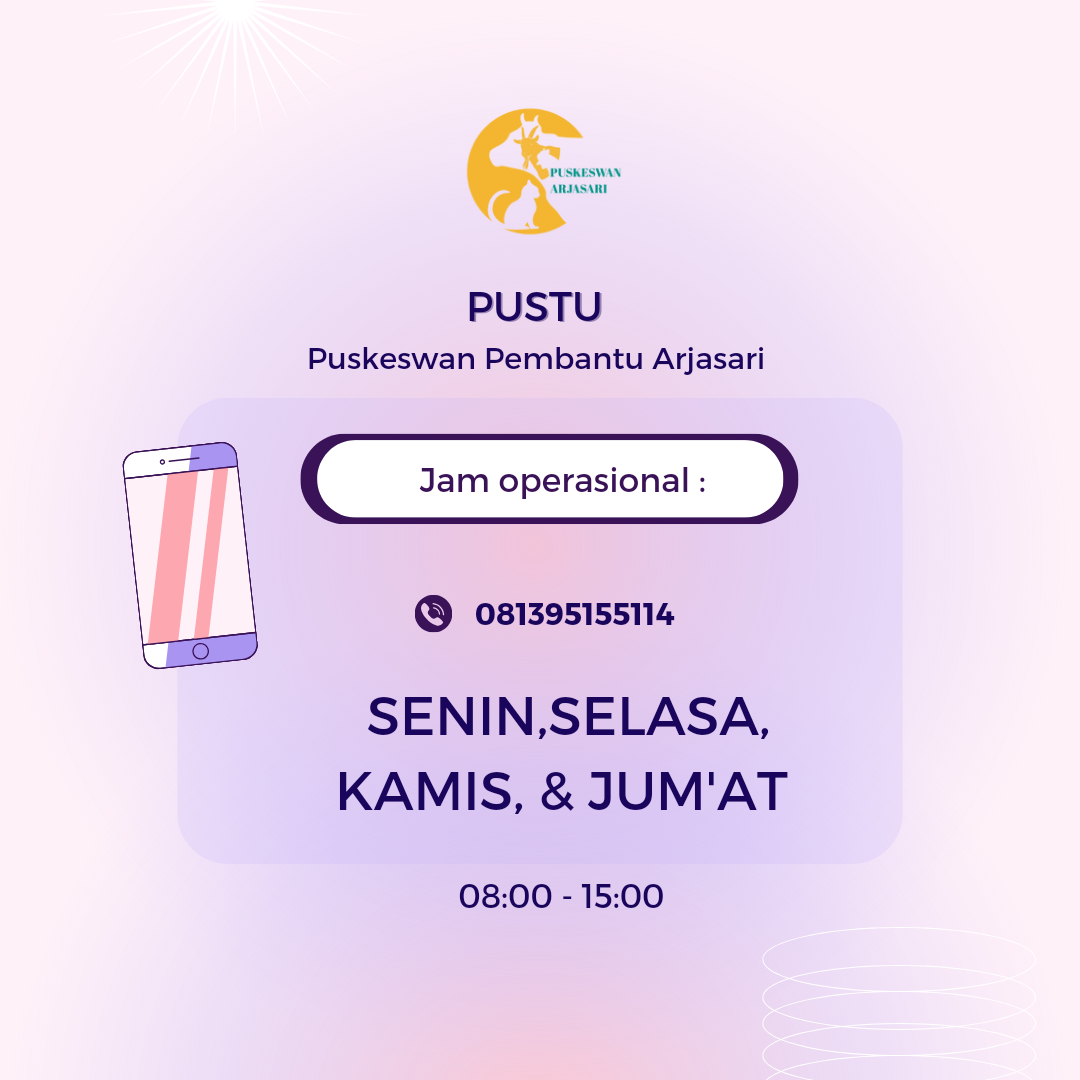 PUSKESWAN
ARJASARI
PUSTU
Puskeswan Pembantu Arjasari
Jam operasional :
081395155114
SENIN,SELASA,
KAMIS, & JUM'AT
08:00 - 15:00